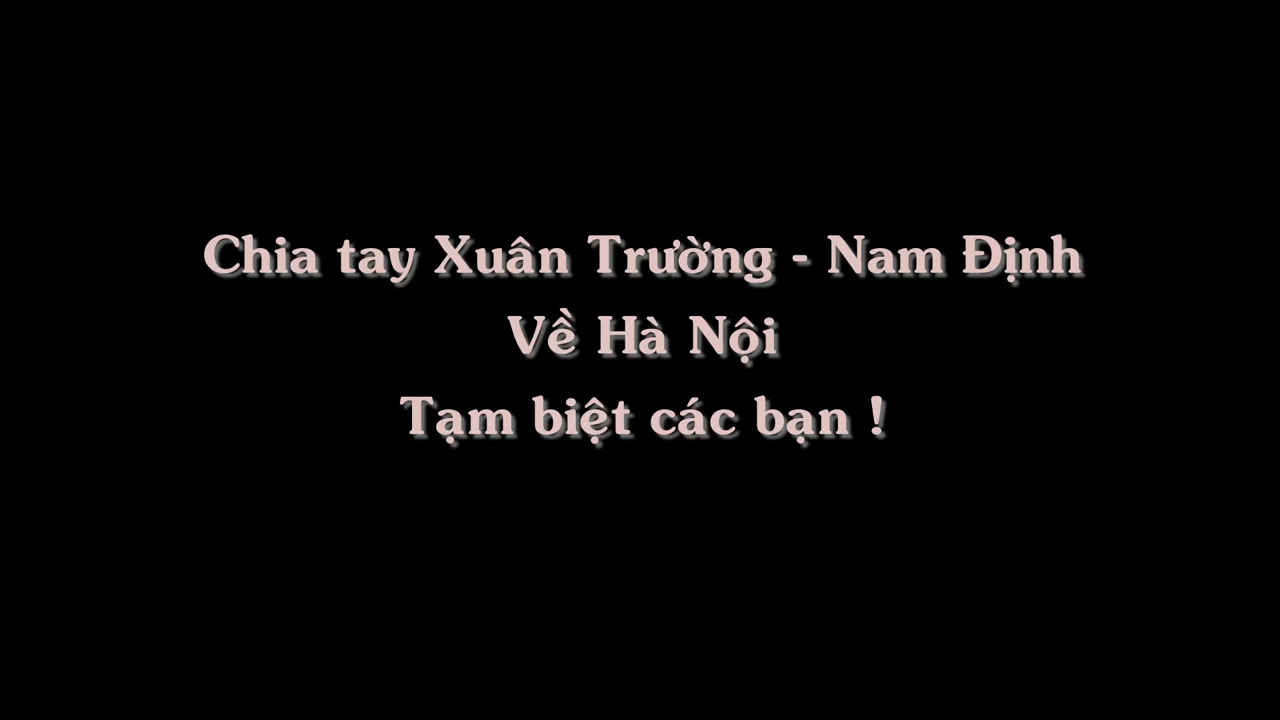 Chia tay Xuân Trường - Nam Định
Về Hà Nội
Tạm biệt các bạn !